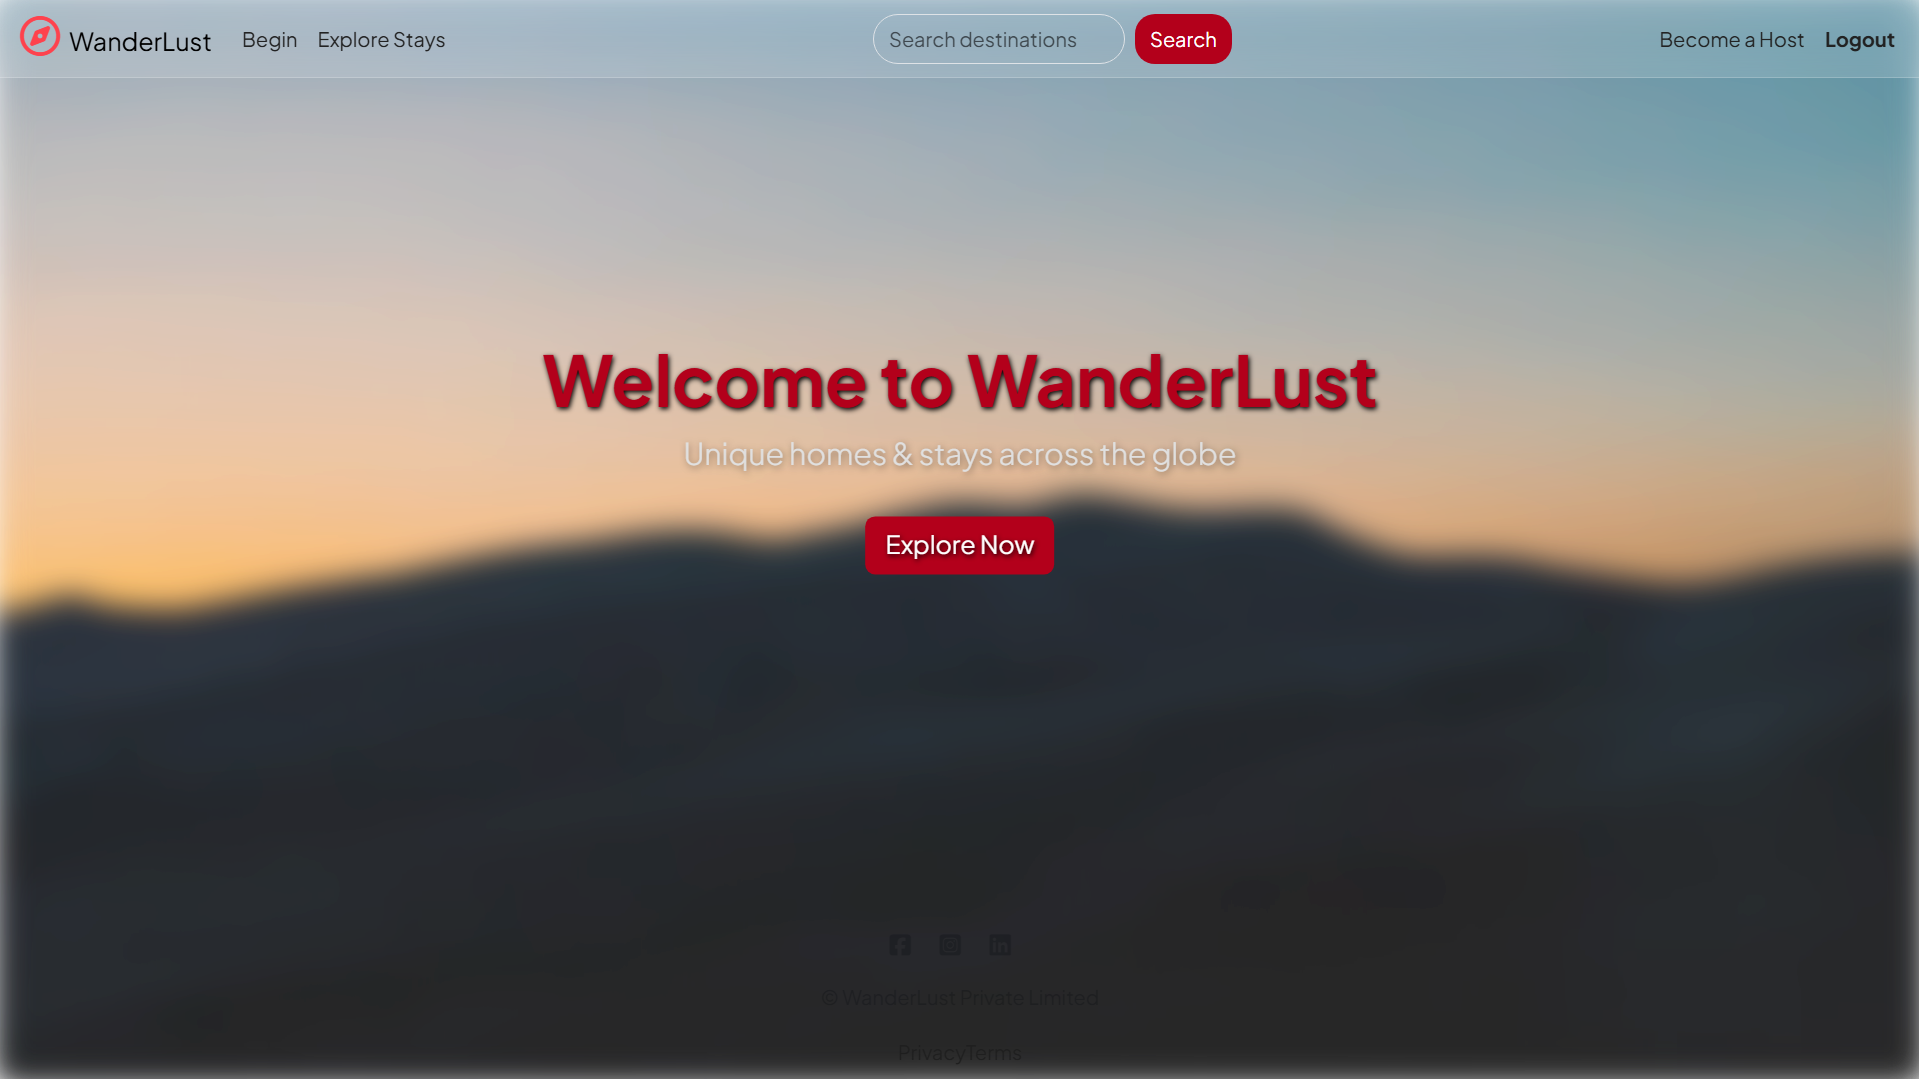 WanderLust Begin Explore Stays Search destinations Search Become a Host Logout
Welcome to WanderLust
Unique homes & stays across the globe
Explore Now
© WanderLust Private Limited
PrivacyTerms